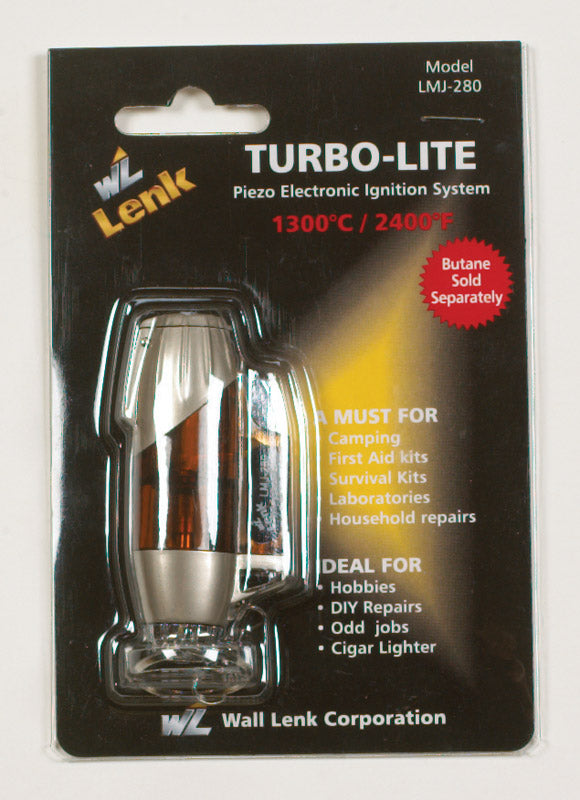 Model
LMJ-280
WL
Lenk
TURBO-LITE
Piezo Electronic Ignition System
1300°C / 2400°F
Butane
Sold
Separately
A MUST FOR
Camping
First Aid kits
Survival Kits
Laboratories
• Household repairs
IDEAL FOR
• Hobbies
• DIY Repairs
• Odd jobs
• Cigar Lighter
LMJ-280
WL Wall Lenk Corporation